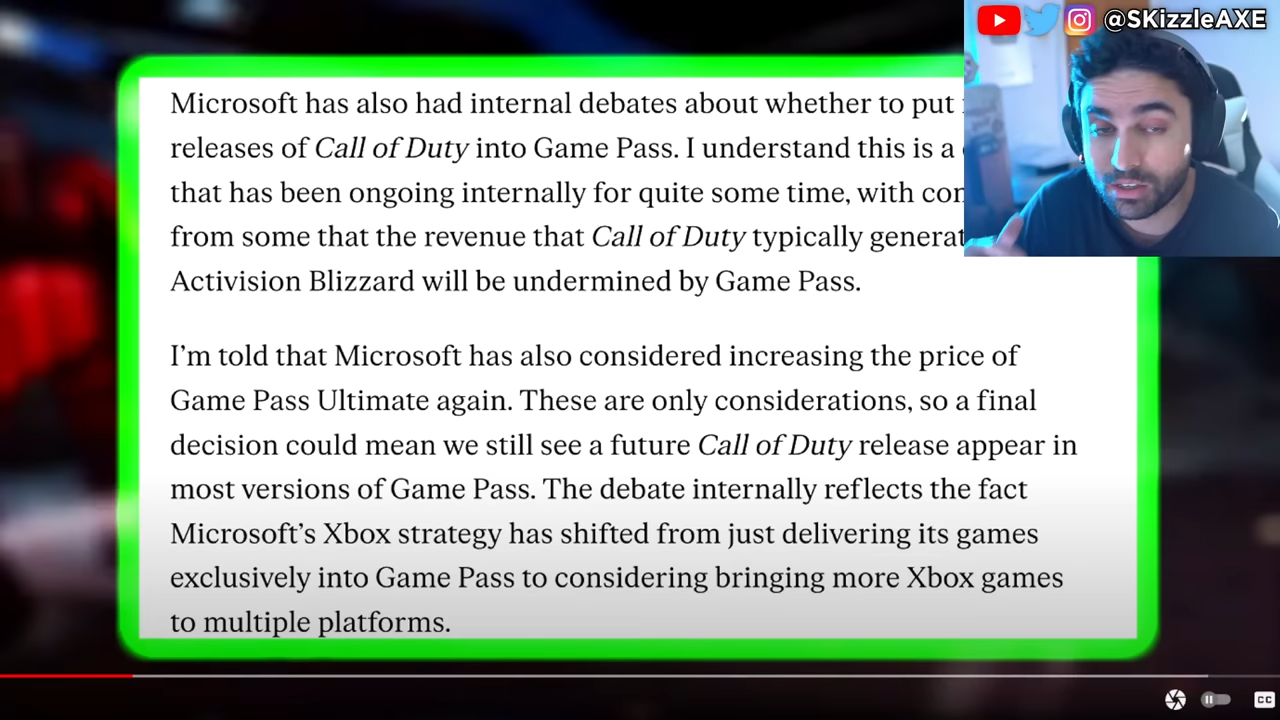 @SKizzleAXE
Microsoft has also had internal debates about whether to put
releases of Call of Duty into Game Pass. I understand this is a
that has been ongoing internally for quite some time, with
from some that the revenue that Call of Duty typically
Activision Blizzard will be undermined by Game Pass.
I’m told that Microsoft has also considered increasing the price of
Game Pass Ultimate again. These are only considerations, so a final
decision could mean we still see a future Call of Duty release appear in
most versions of Game Pass. The debate internally reflects the fact
Microsoft’s Xbox strategy has shifted from just delivering its games
exclusively into Game Pass to considering bringing more Xbox games
to multiple platforms.
CC